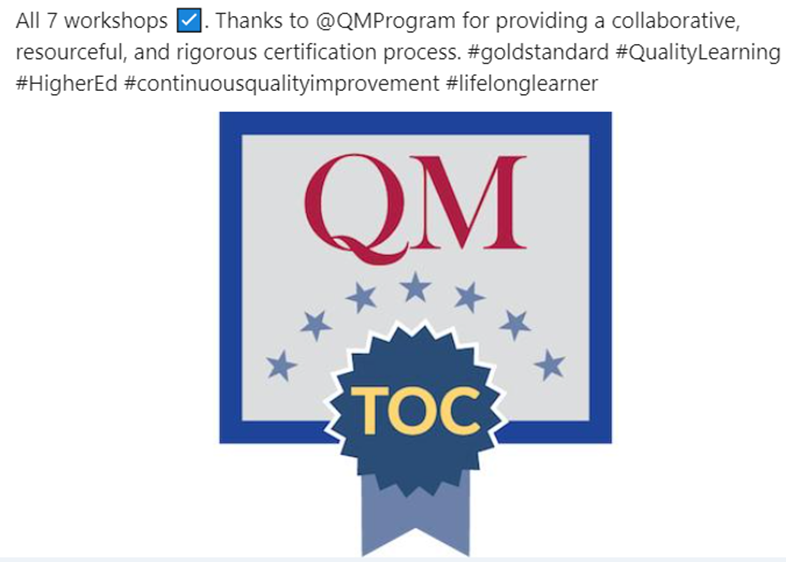 All 7 workshops ☑. Thanks to @QMProgram for providing a collaborative,
resourceful, and rigorous certification process. #goldstandard #QualityLearning
#HigherEd #continuousqualityimprovement #lifelonglearner
QM
TOC